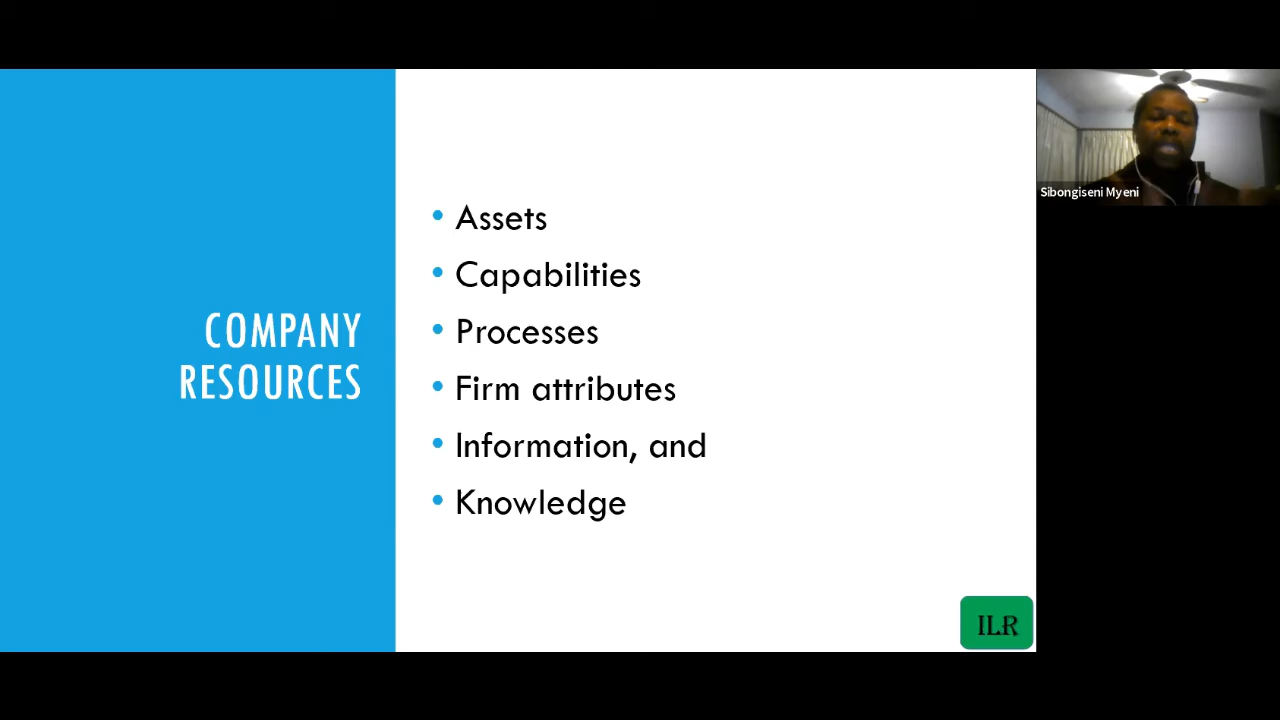 COMPANY
RESOURCES
• Assets
• Capabilities
• Processes
• Firm attributes
• Information, and
• Knowledge
Sibongiseni Myeni
ILR